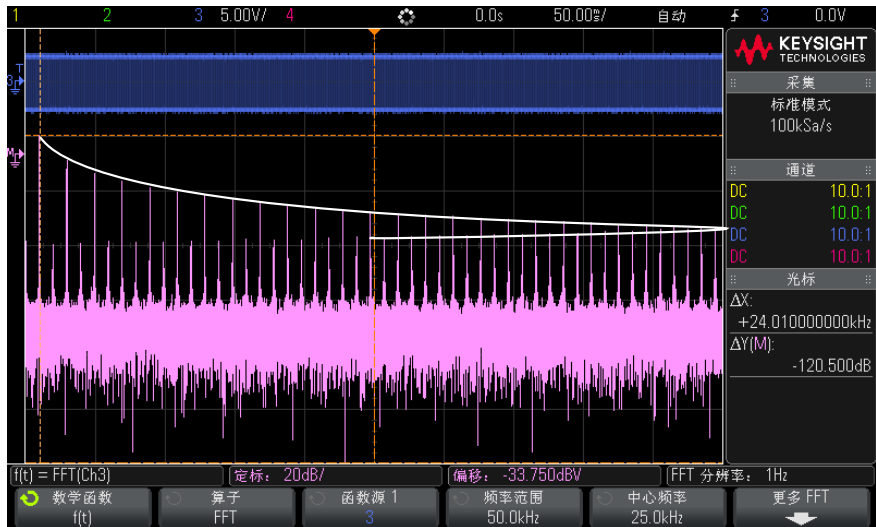 1 2 3 5.00V/ 4 0.0s 50.00㎳/ 自动 3 0.0V
T
3
M
KEYSIGHT
TECHNOLOGIES
采集
标准模式
100kSa/s
通道
DC 10.0:1
DC 10.0:1
DC 10.0:1
DC 10.0:1
光标
ΔX:
+24.010000000kHz
ΔY(M):
-120.500dB
f(t) = FFT(Ch3) 定标: 20dB/ 偏移: -33.750dBV FFT 分辨率: 1Hz
数学函数 算子 函数源 1 频率范围 中心频率 更多 FFT
f(t) FFT 3 50.0kHz 25.0kHz